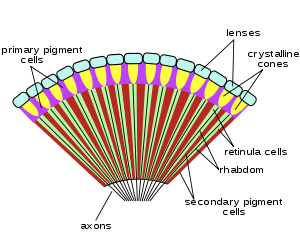 lenses
primary pigment
cells
crystalline
cones
retinula cells
rhabdom
secondary pigment
cells
axons